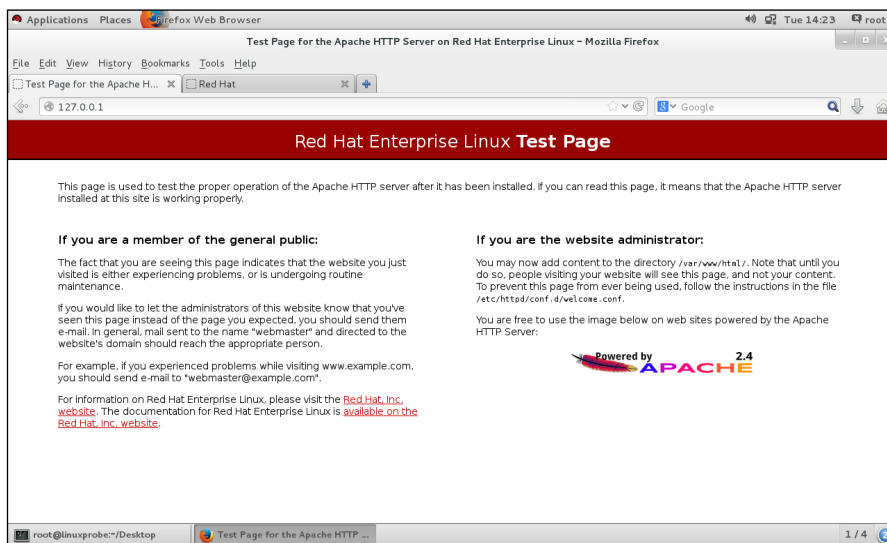 Applications Places Firefox Web Browser Tue 14:23 root
Test Page for the Apache HTTP Server on Red Hat Enterprise Linux - Mozilla Firefox
File Edit View History Bookmarks Tools Help
Test Page for the Apache H... Red Hat
127.0.0.1 Google
Red Hat Enterprise Linux Test Page
This page is used to test the proper operation of the Apache HTTP server after it has been installed. If you can read this page, it means that the Apache HTTP server
installed at this site is working properly.
If you are a member of the general public:
The fact that you are seeing this page indicates that the website you just
visited is either experiencing problems, or is undergoing routine
maintenance.
If you would like to let the administrators of this website know that you've
seen this page instead of the page you expected, you should send them
e-mail. In general, mail sent to the name "webmaster" and directed to the
website's domain should reach the appropriate person.
For example, if you experienced problems while visiting www.example.com,
you should send e-mail to "webmaster@example.com".
For information on Red Hat Enterprise Linux, please visit the Red Hat, Inc.
website. The documentation for Red Hat Enterprise Linux is available on the
Red Hat, Inc. website.
If you are the website administrator:
You may now add content to the directory /var/www/html/. Note that until you
do so, people visiting your website will see this page, and not your content.
To prevent this page from ever being used, follow the instructions in the file
/etc/httpd/conf.d/welcome.conf.
You are free to use the image below on web sites powered by the Apache
HTTP Server:
Powered by 2.4
APACHE
root@linuxprobe:~/Desktop Test Page for the Apache HTTP ... 1 / 4